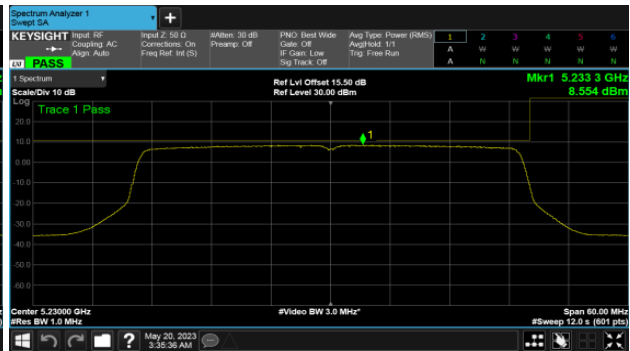 Spectrum Analyzer 1
Swept SA
+
KEYSIGHT Input: RF Input Z: 50 Ω #Atten: 30 dB PNO: Best Wide Avg Type: Power (RMS) 1 2 3 4 5 6
Coupling: AC Corrections: On Preamp: Off Gate: Off Avg|Hold: 1/1 A W W W W W
Align: Auto Freq Ref: Int (S) IF Gain: Low Trig: Free Run
Sig Track: Off A N N N N N
LXI PASS
1 Spectrum Ref Lvl Offset 15.50 dB Mkr1 5.233 3 GHz
Scale/Div 10 dB Ref Level 30.00 dBm 8.554 dBm
Log
Trace 1 Pass
20.0
10.0 1
0.00
-10.0
-20.0
-30.0
-40.0
-50.0
-60.0
Center 5.23000 GHz #Video BW 3.0 MHz* Span 60.00 MHz
#Res BW 1.0 MHz #Sweep 12.0 s (601 pts)
? May 20, 2023
3:35:36 AM